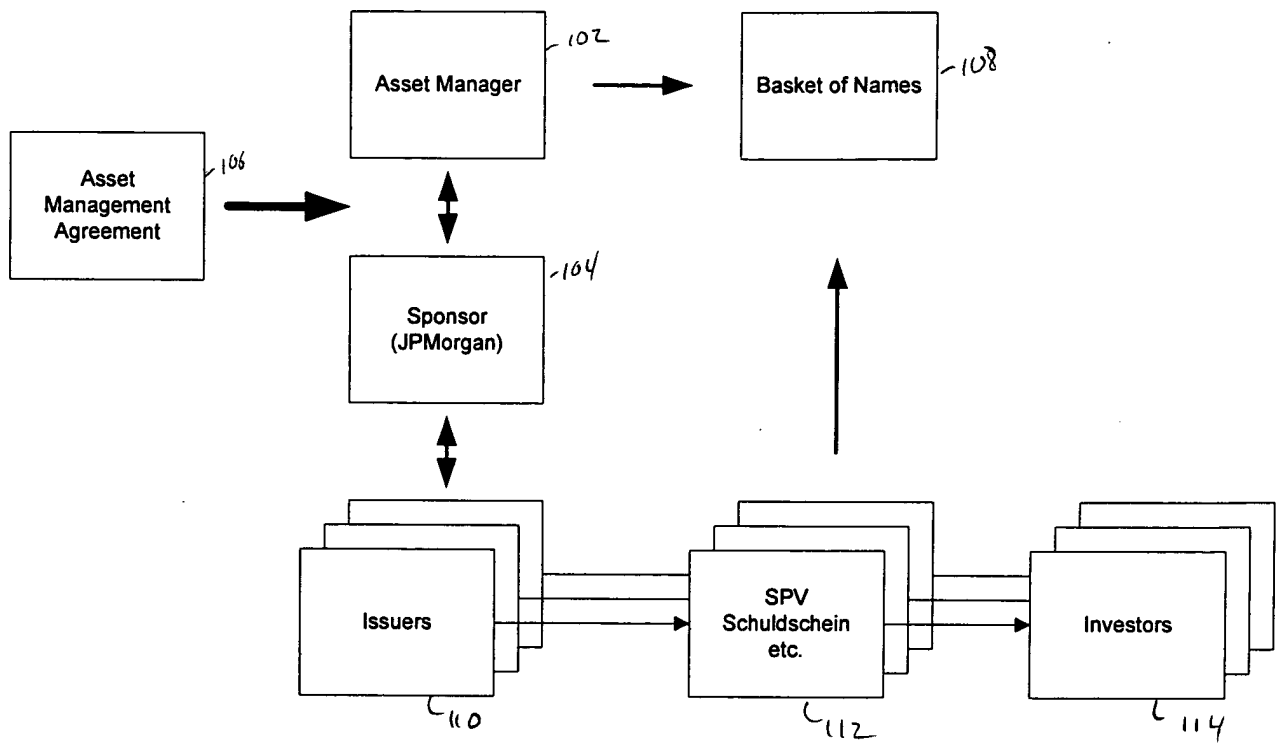 102
Asset Manager
Basket of Names
108
106
Asset
Management
Agreement
104
Sponsor
(JPMorgan)
Issuers
SPV
Schuldschein
etc.
Investors
110
112
114